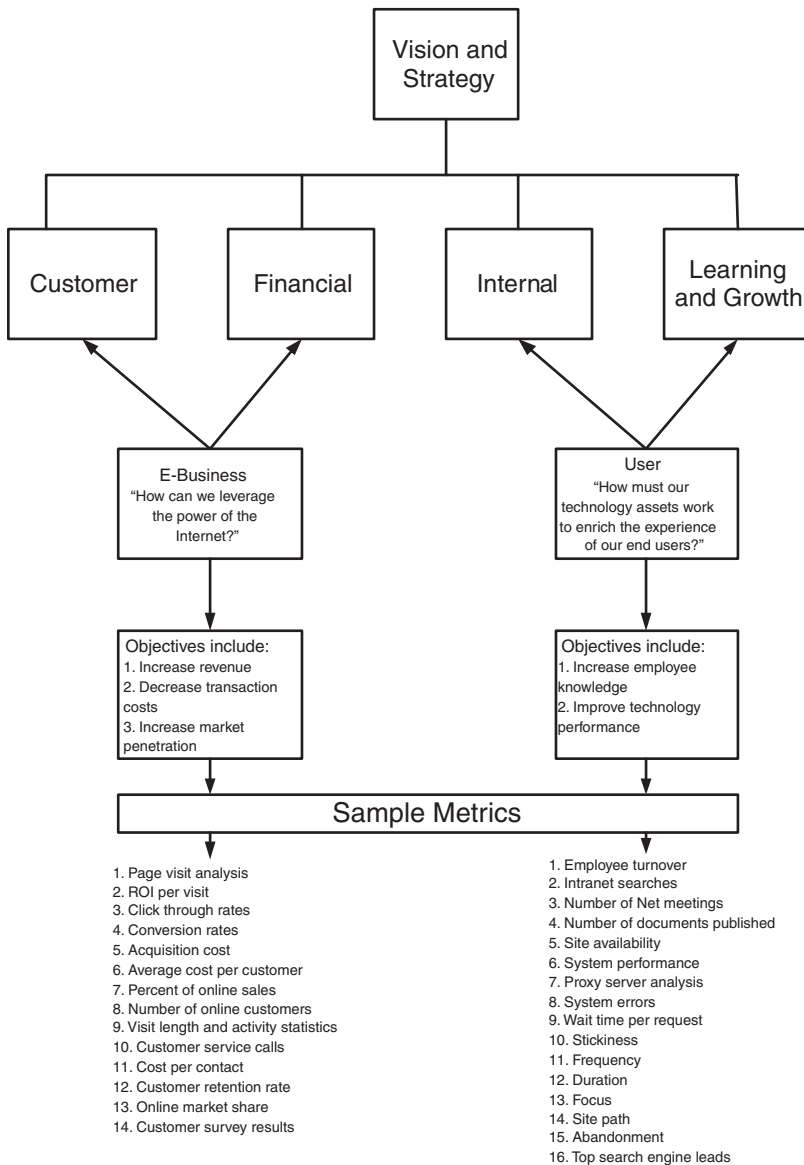 Vision and
Strategy
Customer
Financial
Internal
Learning
and Growth
E-Business
“How can we leverage
the power of the
Internet?”
User
“How must our
technology assets work
to enrich the experience
of our end users?”
Objectives include:
1. Increase revenue
2. Decrease transaction
costs
3. Increase market
penetration
Objectives include:
1. Increase employee
knowledge
2. Improve technology
performance
Sample Metrics
1. Page visit analysis
2. ROI per visit
3. Click through rates
4. Conversion rates
5. Acquisition cost
6. Average cost per customer
7. Percent of online sales
8. Number of online customers
9. Visit length and activity statistics
10. Customer service calls
11. Cost per contact
12. Customer retention rate
13. Online market share
14. Customer survey results
1. Employee turnover
2. Intranet searches
3. Number of Net meetings
4. Number of documents published
5. Site availability
6. System performance
7. Proxy server analysis
8. System errors
9. Wait time per request
10. Stickiness
11. Frequency
12. Duration
13. Focus
14. Site path
15. Abandonment
16. Top search engine leads